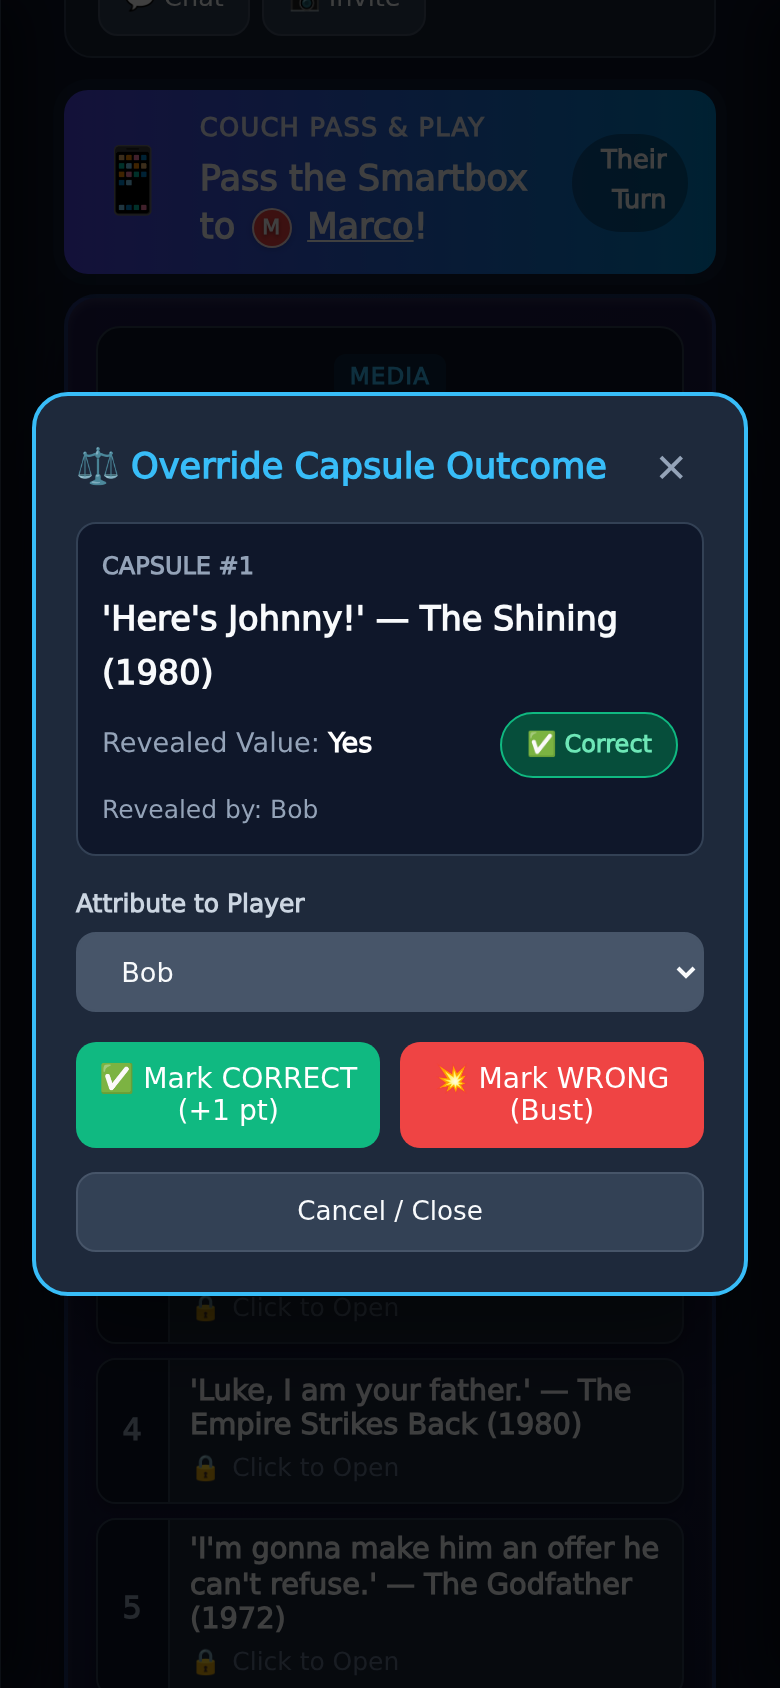 Chat Invite
COUCH PASS & PLAY
Pass the Smartbox
to M Marco!
Their
Turn
MEDIA
Override Capsule Outcome ✕
CAPSULE #1
'Here's Johnny!' — The Shining
(1980)
Revealed Value: Yes
✅ Correct
Revealed by: Bob
Attribute to Player
Bob
✅ Mark CORRECT
(+1 pt)
💥 Mark WRONG
(Bust)
Cancel / Close
🔒 Click to Open
4
'Luke, I am your father.' — The
Empire Strikes Back (1980)
🔒 Click to Open
5
'I'm gonna make him an offer he
can't refuse.' — The Godfather
(1972)
🔒 Click to Open